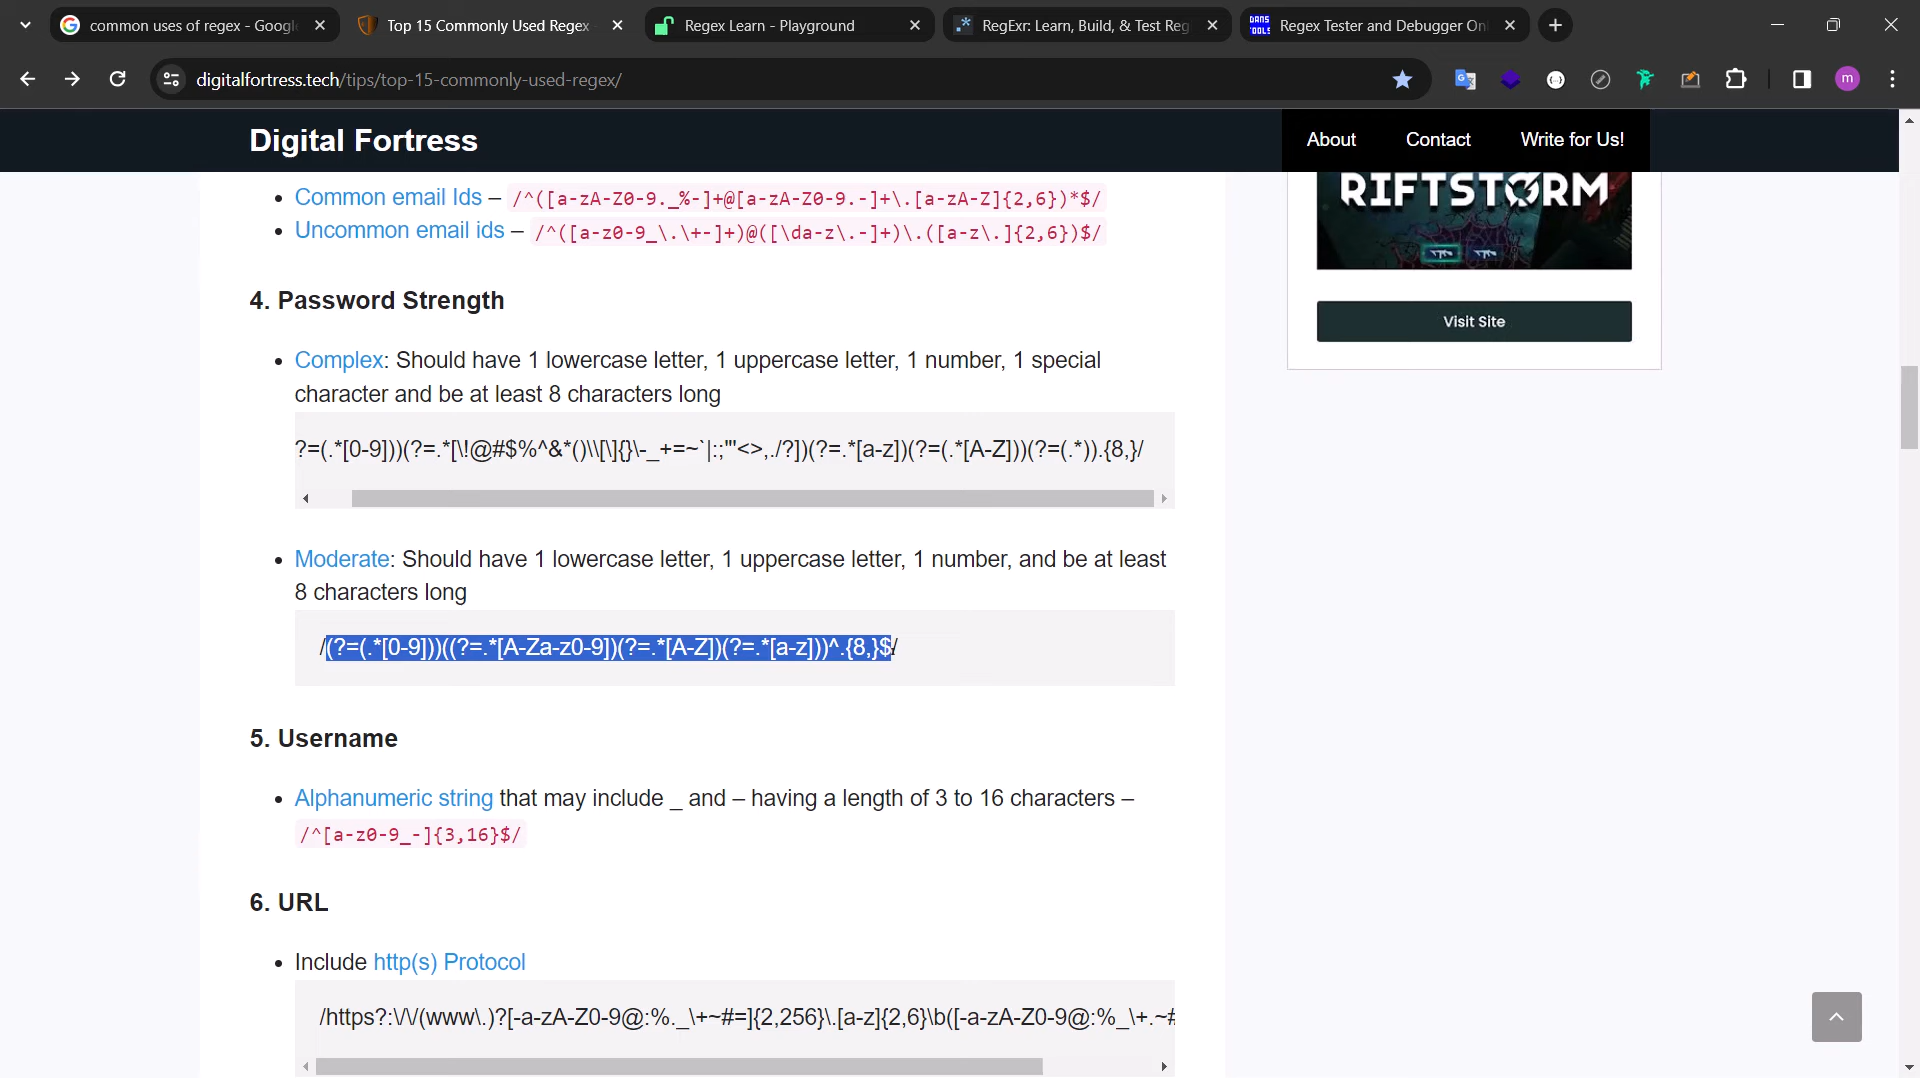 common uses of regex - Googl
Top 15 Commonly Used Regex
Regex Learn - Playground
RegExr: Learn, Build, & Test Reg
DANS TOOLS
Regex Tester and Debugger Onl
digitalfortress.tech/tips/top-15-commonly-used-regex/
m
Digital Fortress
About
Contact
Write for Us!
• Common email Ids – /^([a-zA-Z0-9._%-]+@[a-zA-Z0-9.-]+\.[a-zA-Z]{2,6})*$/
• Uncommon email ids – /^([a-z0-9_\.\+-]+)@([\da-z\.-]+)\.([a-z\.]{2,6})$/
RIFTSTORM
Visit Site
4. Password Strength
• Complex: Should have 1 lowercase letter, 1 uppercase letter, 1 number, 1 special
character and be at least 8 characters long
?=(.*[0-9]))(?=.*[\!@#$%^&*()\\[\]{}\-_+=~`|:;"'<>,./?])(?=.*[a-z])(?=(.*[A-Z]))(?=(.*)).{8,}/
• Moderate: Should have 1 lowercase letter, 1 uppercase letter, 1 number, and be at least
8 characters long
/(?=(.*[0-9]))((?=.*[A-Za-z0-9])(?=.*[A-Z])(?=.*[a-z]))^.{8,}$/
5. Username
• Alphanumeric string that may include _ and – having a length of 3 to 16 characters –
/^[a-z0-9_-]{3,16}$/
6. URL
• Include http(s) Protocol
/https?:\/\/(www\.)?[-a-zA-Z0-9@:%._\+~#=]{2,256}\.[a-z]{2,6}\b([-a-zA-Z0-9@:%_\+.~#